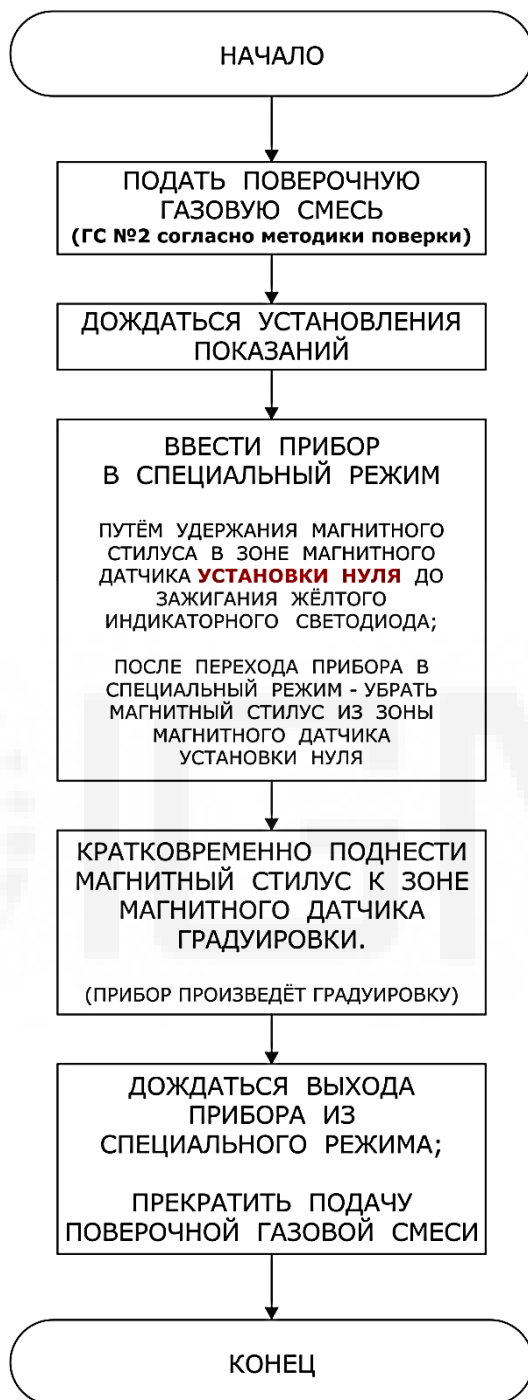 НАЧАЛО
ПОДАТЬ ПОВЕРОЧНУЮ
ГАЗОВУЮ СМЕСЬ
(ГС №2 согласно методики поверки)
ДОЖДАТЬСЯ УСТАНОВЛЕНИЯ
ПОКАЗАНИЙ
ВВЕСТИ ПРИБОР
В СПЕЦИАЛЬНЫЙ РЕЖИМ
ПУТЁМ УДЕРЖАНИЯ МАГНИТНОГО
СТИЛУСА В ЗОНЕ МАГНИТНОГО
ДАТЧИКА УСТАНОВКИ НУЛЯ ДО
ЗАЖИГАНИЯ ЖЁЛТОГО
ИНДИКАТОРНОГО СВЕТОДИОДА;
ПОСЛЕ ПЕРЕХОДА ПРИБОРА В
СПЕЦИАЛЬНЫЙ РЕЖИМ - УБРАТЬ
МАГНИТНЫЙ СТИЛУС ИЗ ЗОНЫ
МАГНИТНОГО ДАТЧИКА
УСТАНОВКИ НУЛЯ
КРАТКОВРЕМЕННО ПОДНЕСТИ
МАГНИТНЫЙ СТИЛУС К ЗОНЕ
МАГНИТНОГО ДАТЧИКА
ГРАДУИРОВКИ.
(ПРИБОР ПРОИЗВЕДЁТ ГРАДУИРОВКУ)
ДОЖДАТЬСЯ ВЫХОДА
ПРИБОРА ИЗ
СПЕЦИАЛЬНОГО РЕЖИМА;
ПРЕКРАТИТЬ ПОДАЧУ
ПОВЕРОЧНОЙ ГАЗОВОЙ СМЕСИ
КОНЕЦ